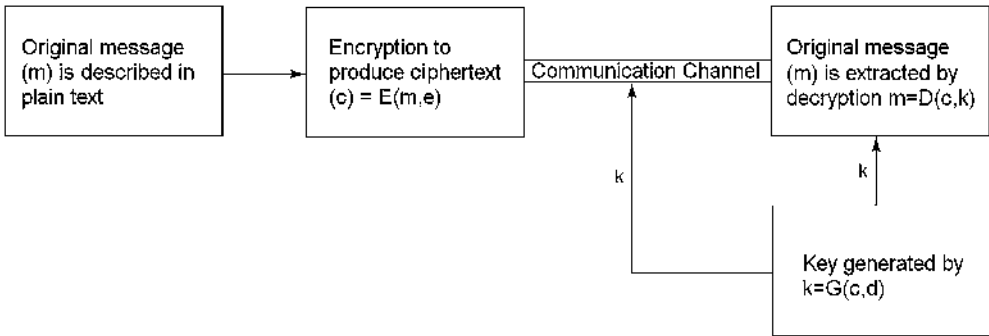 Original message
(m) is described in
plain text
Encryption to
produce ciphertext
(c) = E(m,e)
Communication Channel
Original message
(m) is extracted by
decryption m=D(c,k)
k
k
Key generated by
k=G(c,d)